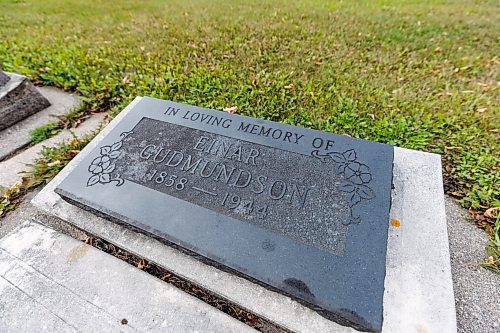 IN LOVING MEMORY OF
EINAR
GUDMUNDSON
1858 — 1944